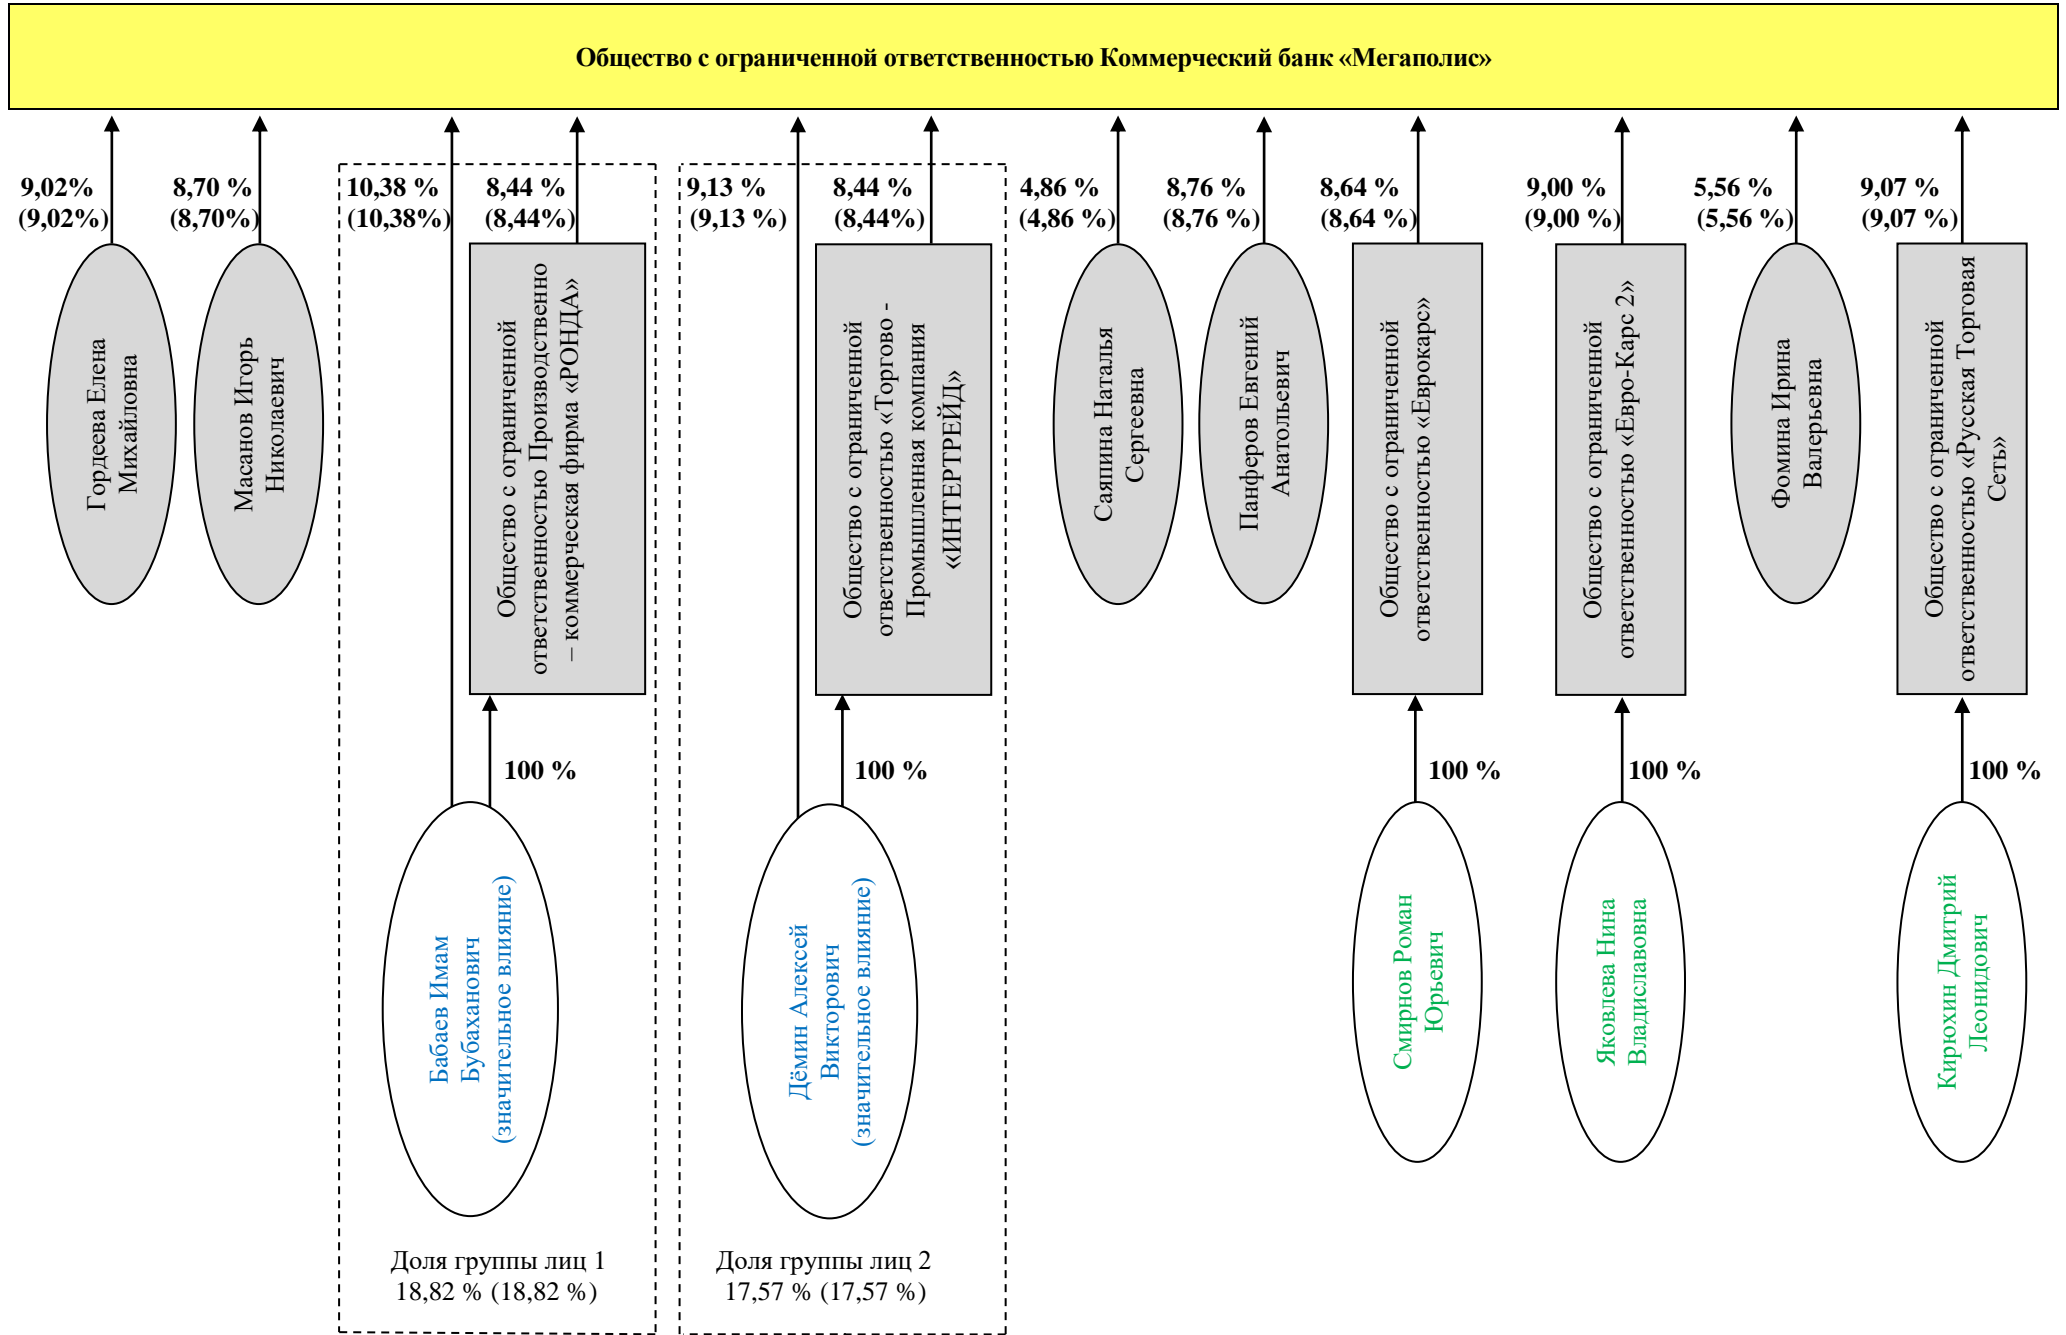 Общество с ограниченной ответственностью Коммерческий банк «Мегаполис»
9,02%
(9,02%)
8,70 %
(8,70%)
10,38 %
(10,38%)
8,44 %
(8,44%)
9,13 %
(9,13 %)
8,44 %
(8,44%)
4,86 %
(4,86 %)
8,76 %
(8,76 %)
8,64 %
(8,64 %)
9,00 %
(9,00 %)
5,56 %
(5,56 %)
9,07 %
(9,07 %)
Гордеева Елена
Михайловна
Масанов Игорь
Николаевич
Общество с ограниченной
ответственностью Производственно
– коммерческая фирма «РОНДА»
Общество с ограниченной
ответственностью «Торгово -
Промышленная компания
«ИНТЕРТРЕЙД»
Саяпина Наталья
Сергеевна
Панферов Евгений
Анатольевич
Общество с ограниченной
ответственностью «Еврокарс»
Общество с ограниченной
ответственностью «Евро-Карс 2»
Фомина Ирина
Валерьевна
Общество с ограниченной
ответственностью «Русская Торговая
Сеть»
100 %
100 %
100 %
100 %
100 %
Бабаев Имам
Бубаханович
(значительное влияние)
Дёмин Алексей
Викторович
(значительное влияние)
Смирнов Роман
Юрьевич
Яковлева Нина
Владиславовна
Кирюхин Дмитрий
Леонидович
Доля группы лиц 1
18,82 % (18,82 %)
Доля группы лиц 2
17,57 % (17,57 %)